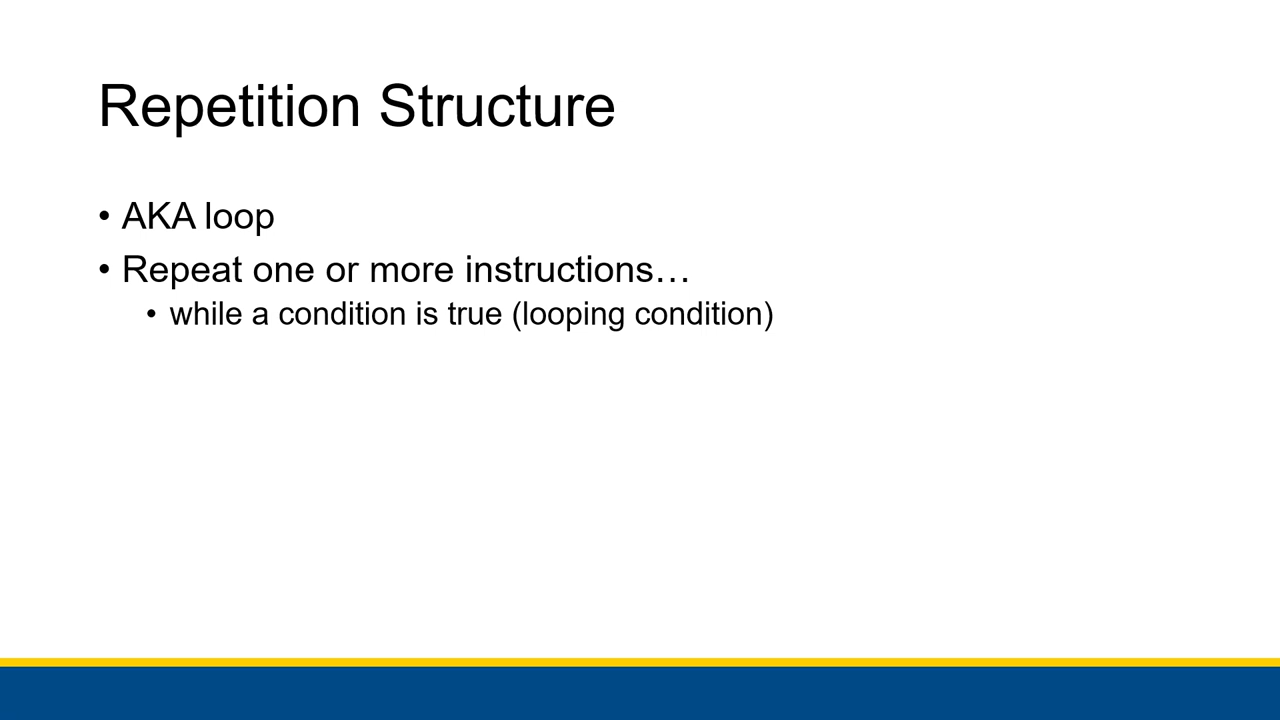 Repetition Structure
• AKA loop
• Repeat one or more instructions…
• while a condition is true (looping condition)